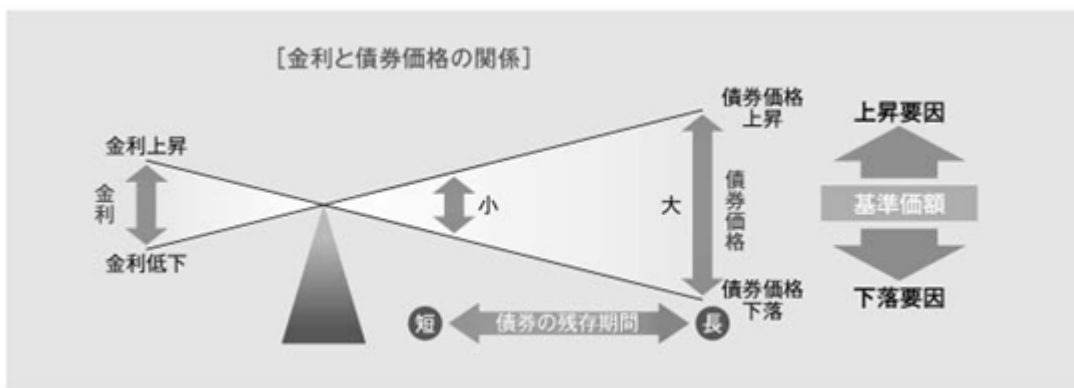 [金利と債券価格の関係]
金利上昇
金利
金利低下
小
大
債券価格
上昇
債券価格
債券価格
下落
短
債券の残存期間
長
上昇要因
基準価額
下落要因